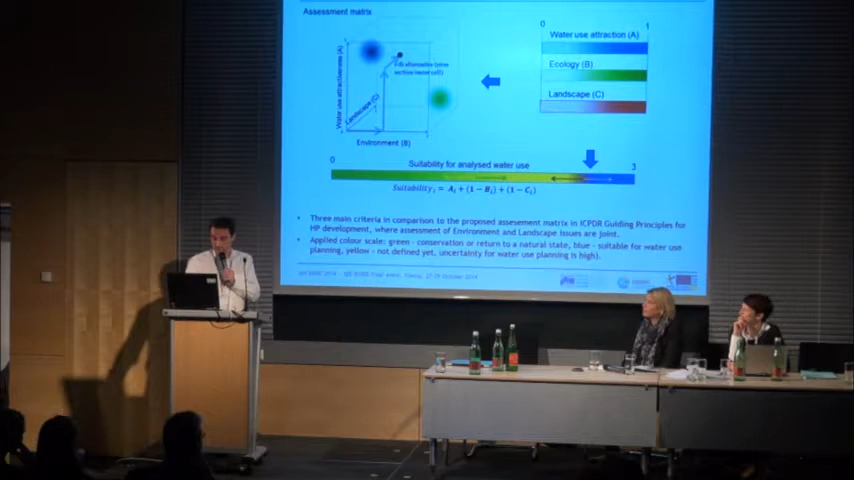 Assessment matrix
0
1
Water use attraction (A)
Ecology (B)
Landscape (C)
Water use attractiveness (A)
Landscape (C)
Environment (B)
0
Suitability for analysed water use
3
Suitability i = Ai + (1 − Bi) + (1 − Ci)
• Three main criteria in comparison to the proposed assesement matrix in ICPDR Guiding Principles for
HP development, where assessment of Environment and Landscape issues are joint.
• Applied colour scale: green - conservation or return to a natural state, blue - suitable for water use
planning, yellow - not defined yet, uncertainty for water use planning is high).